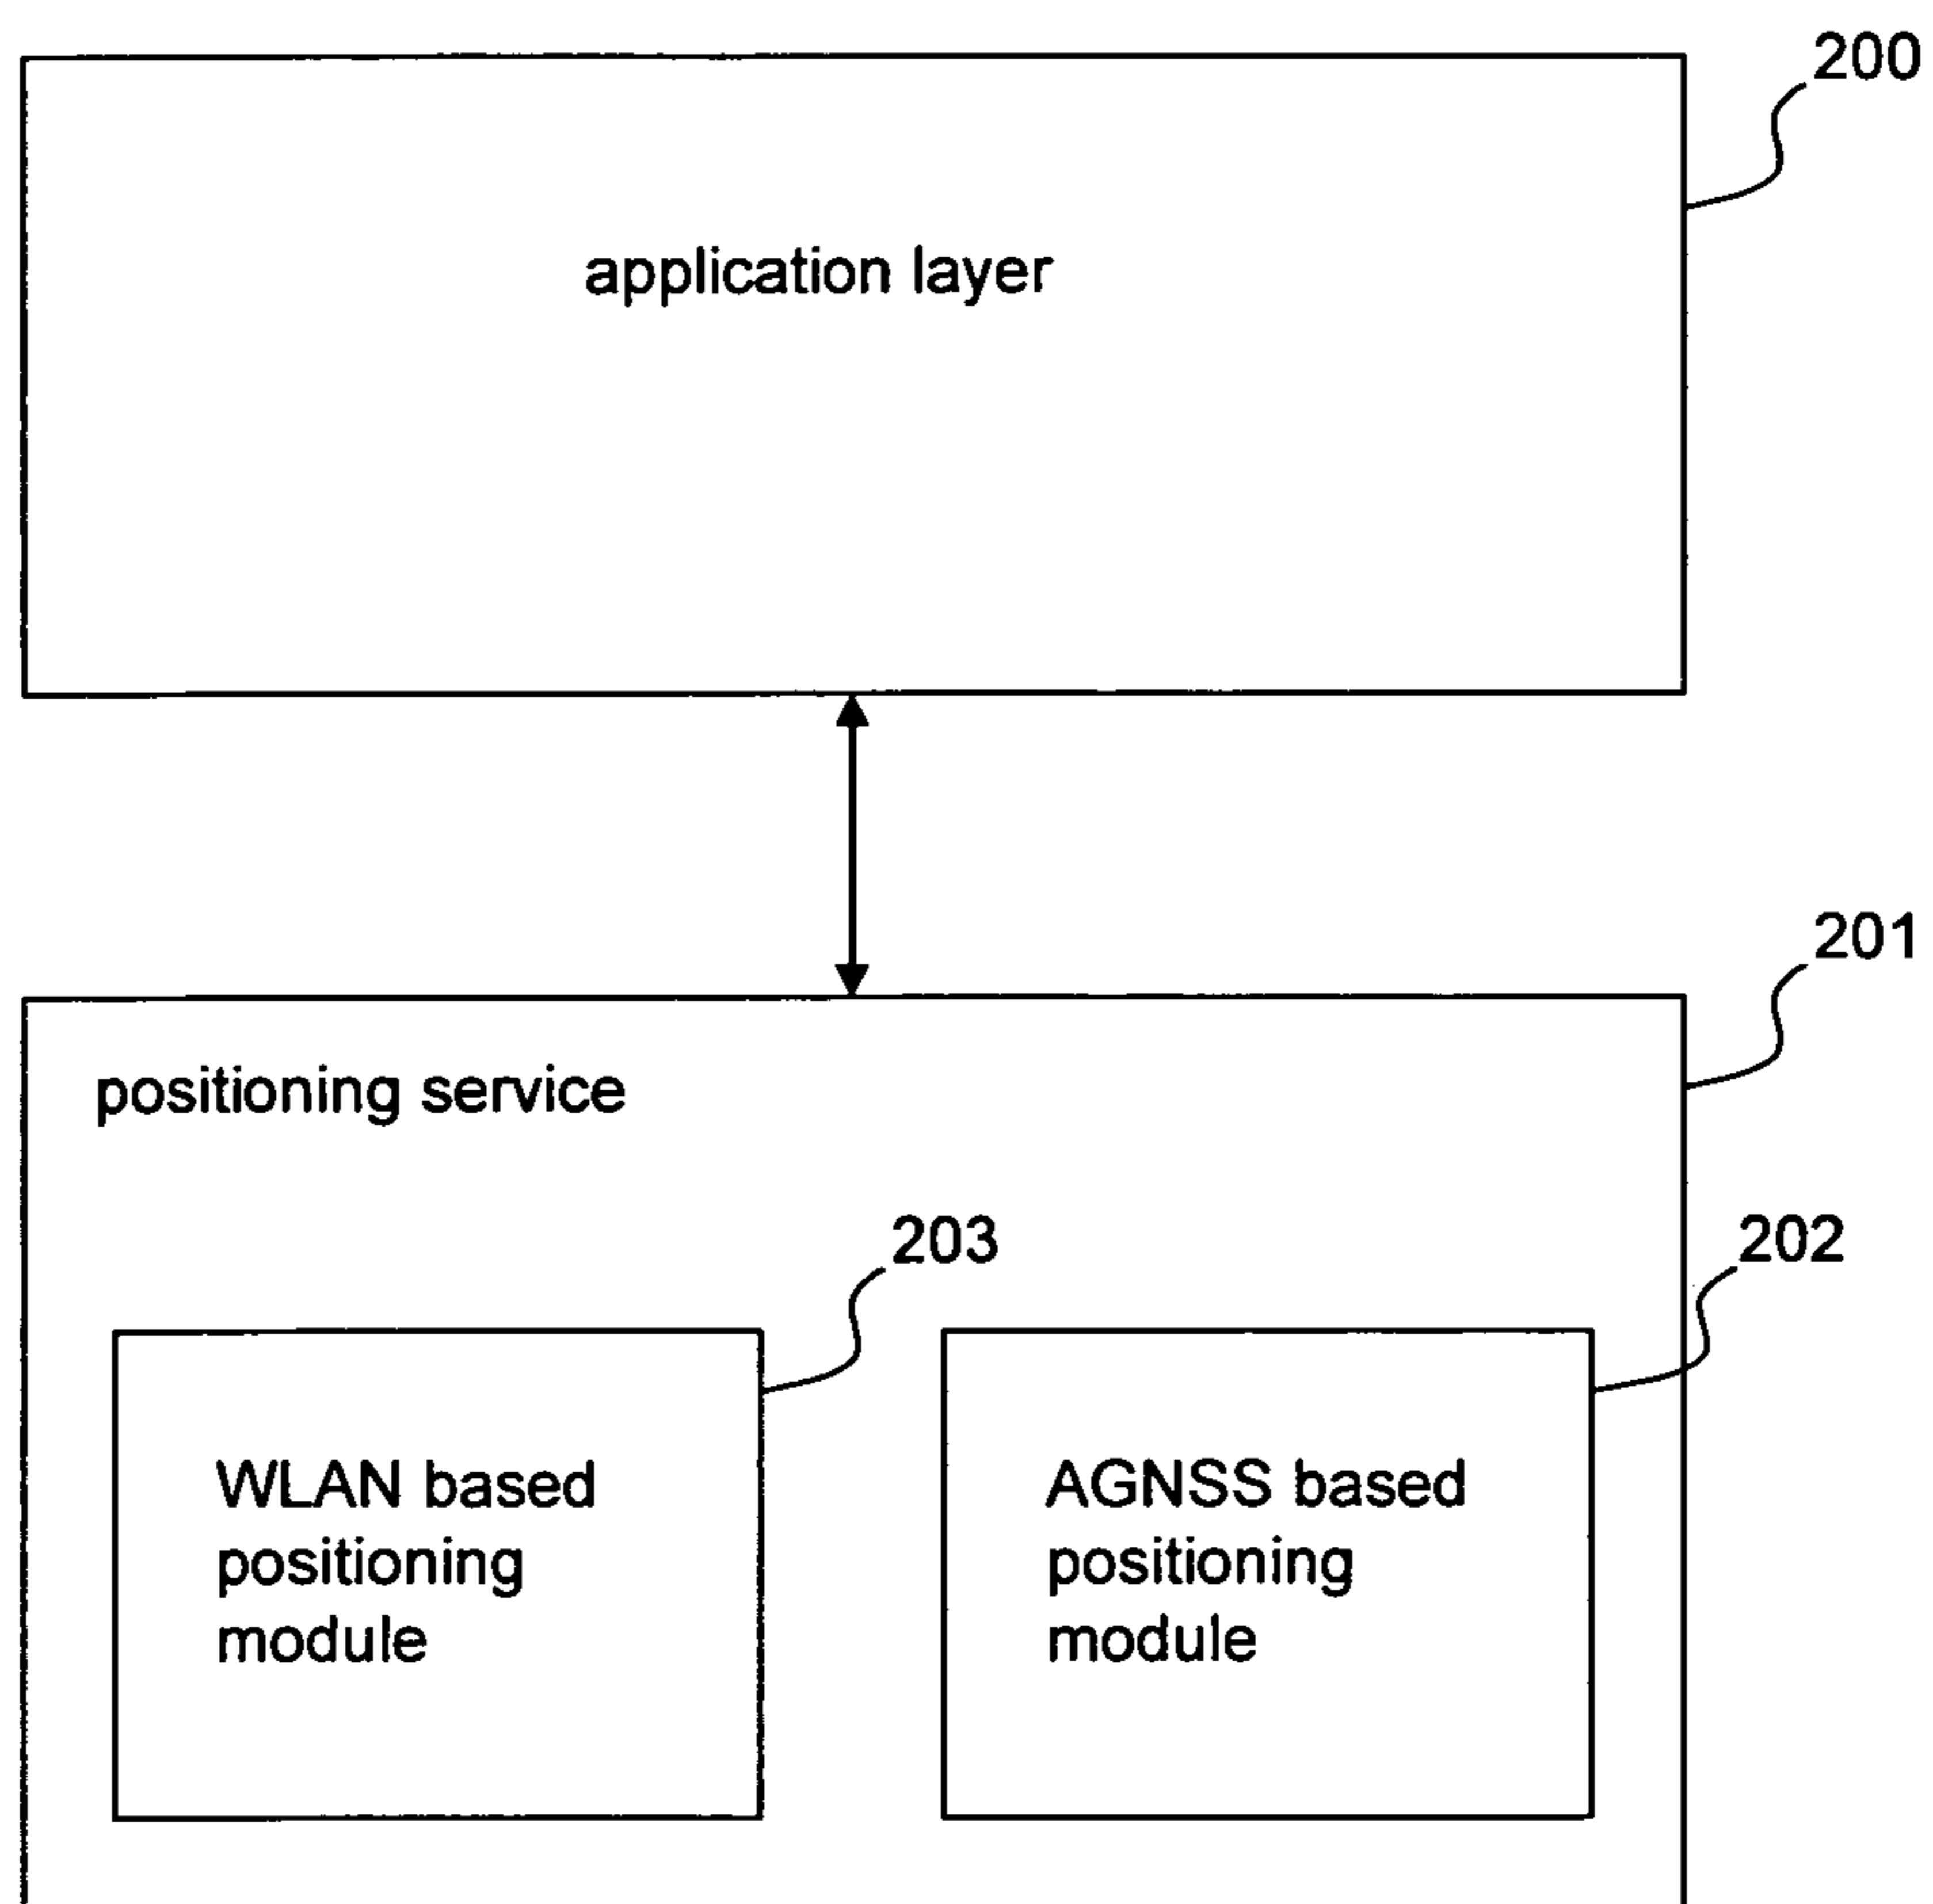 200
application layer
201
positioning service
203
202
WLAN based
positioning
module
AGNSS based
positioning
module